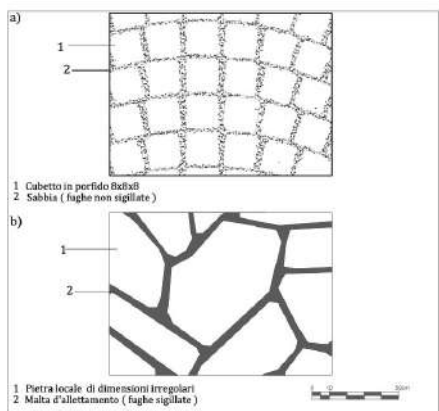 a)
1
2
1 Cubetto in porfido 8x8x8
2 Sabbia ( fughe non sigillate )
b)
1
2
1 Pietra locale di dimensioni irregolari
2 Malta d'allettamento ( fughe sigillate )